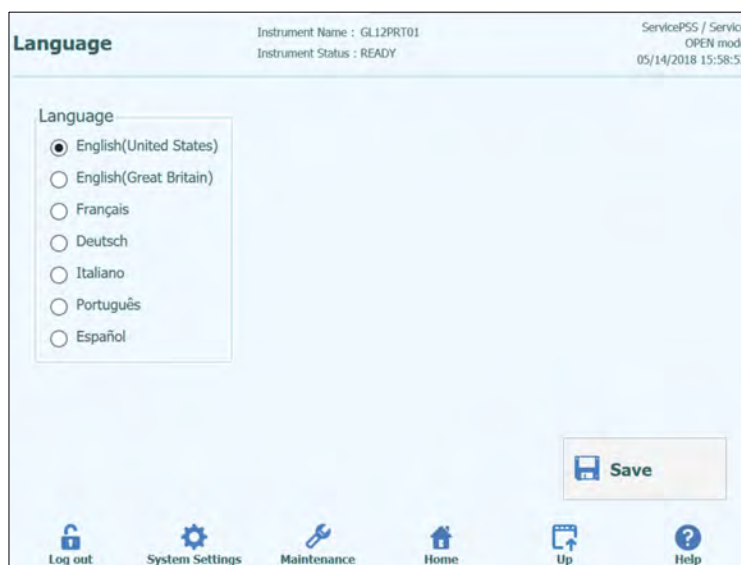 Language
Instrument Name : GL12PRT01
Instrument Status : READY
ServicePSS / Servic
OPEN mod
05/14/2018 15:58:5
Language
English(United States)
English(Great Britain)
Français
Deutsch
Italiano
Português
Español
Save
Log out
System Settings
Maintenance
Home
Up
Help